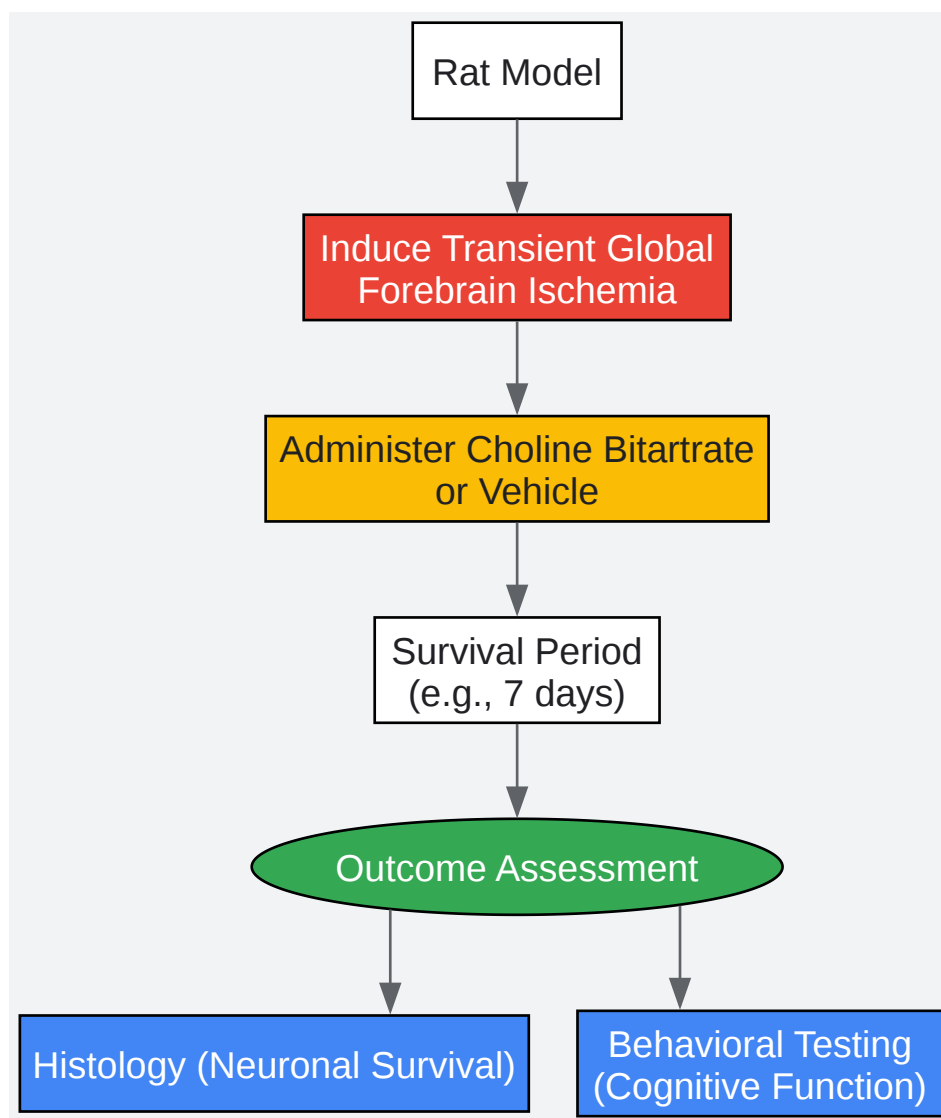 Rat Model
Induce Transient Global
Forebrain Ischemia
Administer Choline Bitartrate
or Vehicle
Survival Period
(e.g., 7 days)
Outcome Assessment
Histology (Neuronal Survival)
Behavioral Testing
(Cognitive Function)